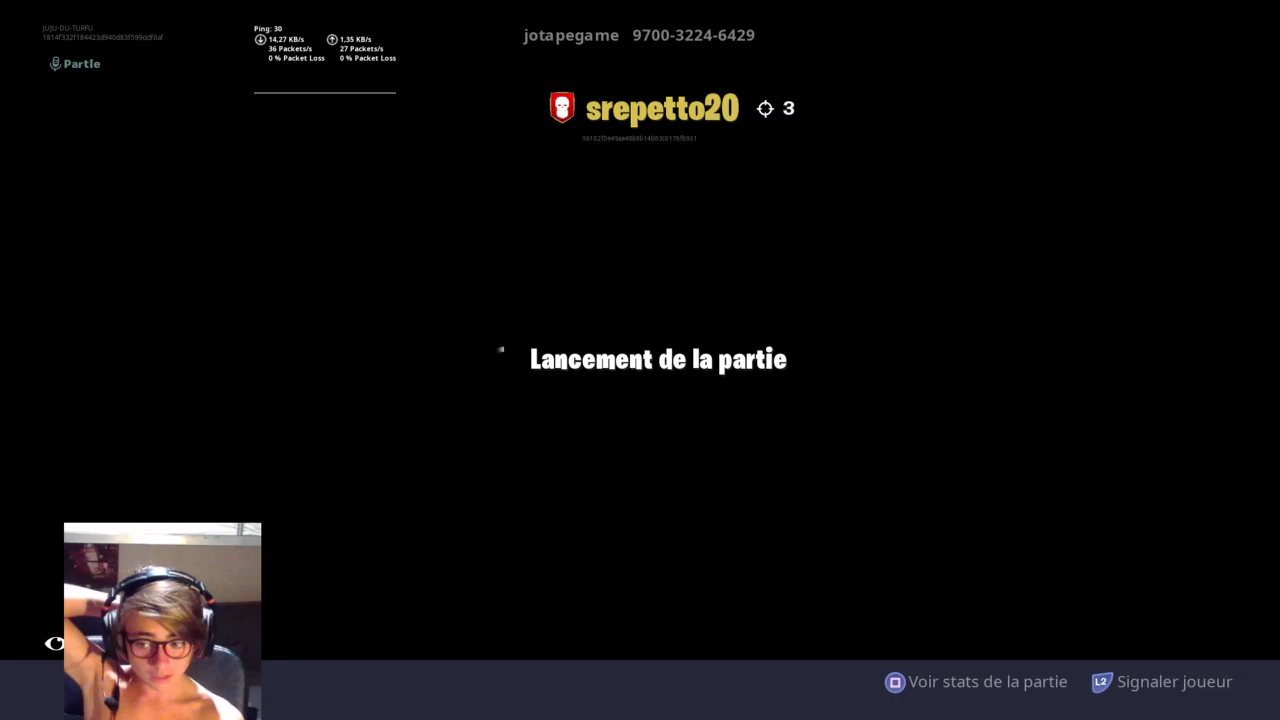 JUJU-DU-TURFU
Partie
Ping: 30
14,27 KB/s 1,35 KB/s
36 Packets/s 27 Packets/s
0 % Packet Loss 0 % Packet Loss
jotapegame 9700-3224-6429
srepetto20 3
Lancement de la partie
Voir stats de la partie L2 Signaler joueur